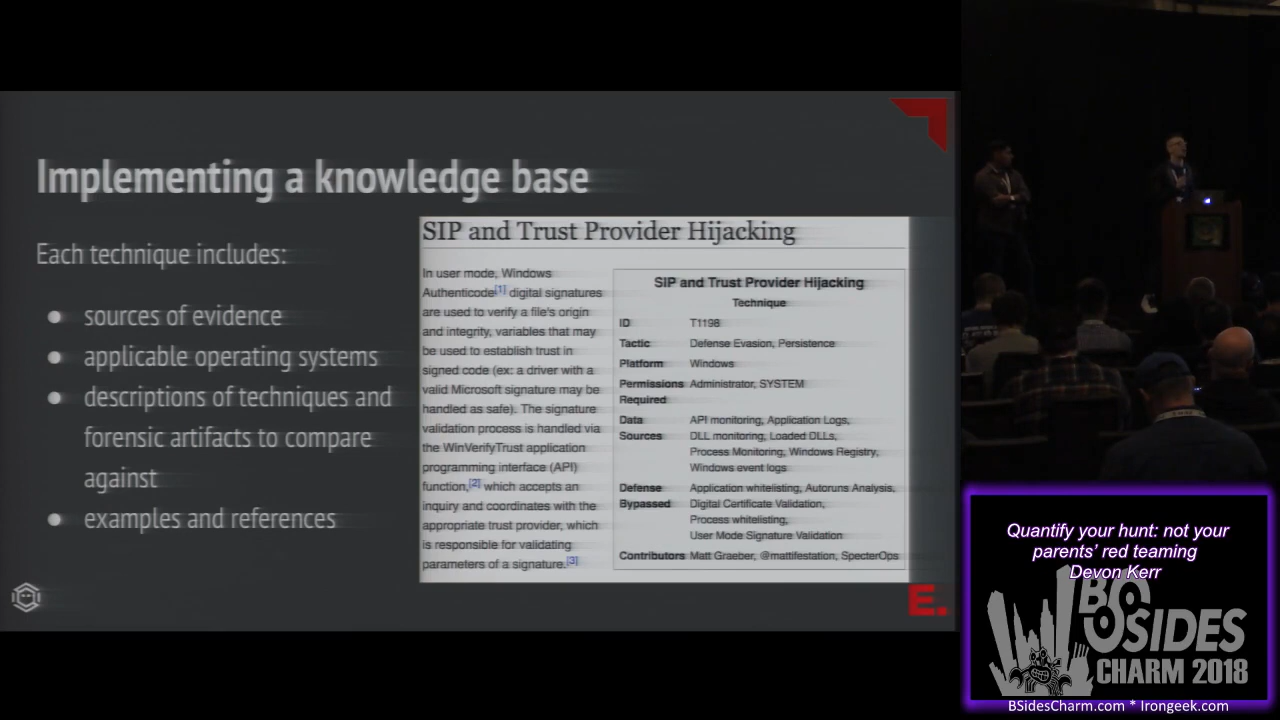 Implementing a knowledge base
Each technique includes:
● sources of evidence
● applicable operating systems
● descriptions of techniques and
forensic artifacts to compare
against
● examples and references
SIP and Trust Provider Hijacking
In user mode, Windows
Authenticode[1] digital signatures
are used to verify a file's origin
and integrity, variables that may
be used to establish trust in
signed code (ex: a driver with a
valid Microsoft signature may be
handled as safe). The signature
validation process is handled via
the WinVerifyTrust application
programming interface (API)
function,[2] which accepts an
inquiry and coordinates with the
appropriate trust provider, which
is responsible for validating
parameters of a signature.[3]
SIP and Trust Provider Hijacking
Technique
ID T1198
Tactic Defense Evasion, Persistence
Platform Windows
Permissions Administrator, SYSTEM
Required
Data API monitoring, Application Logs,
Sources DLL monitoring, Loaded DLLs,
Process Monitoring, Windows Registry,
Windows event logs
Defense Application whitelisting, Autoruns Analysis,
Bypassed Digital Certificate Validation,
Process whitelisting,
User Mode Signature Validation
Contributors Matt Graeber, @mattifestation, SpecterOps
E.
Quantify your hunt: not your
parents' red teaming
Devon Kerr
BSIDES
CHARM 2018
BSidesCharm.com * Irongeek.com